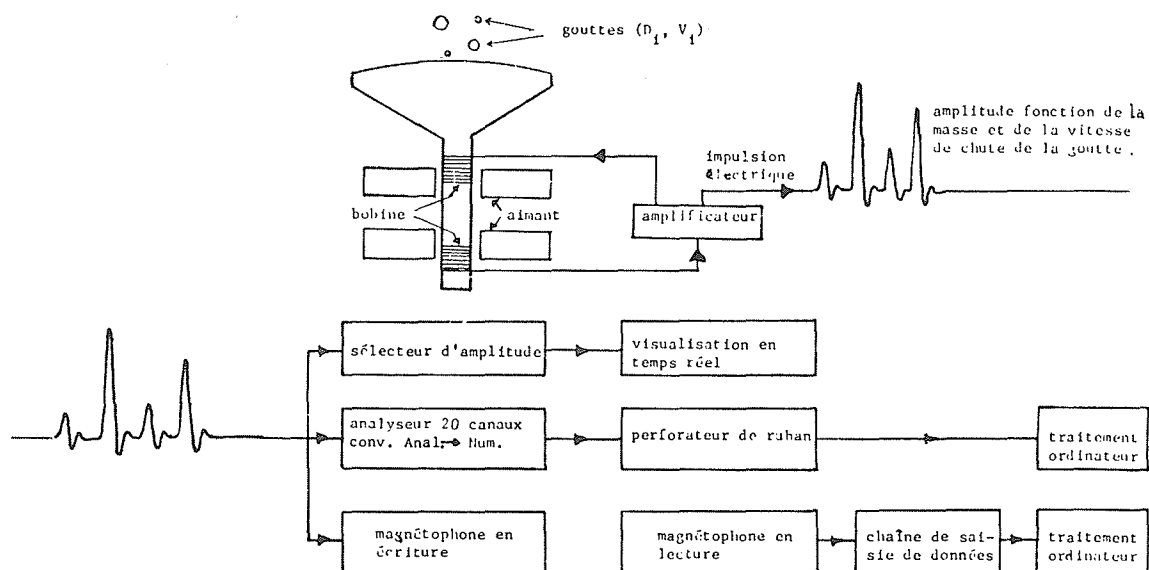 gouttes (D_i, V_i)
amplitude fonction de la
masse et de la vitesse
de chute de la goutte.
impulsion
électrique
bobine
aimant
amplificateur
sélecteur d'amplitude
visualisation en
temps réel
analyseur 20 canaux
conv. Anal.→ Num.
perforateur de ruban
traitement
ordinateur
magnétophone en
écriture
magnétophone en
lecture
chaîne de sai-
sie de données
traitement
ordinateur